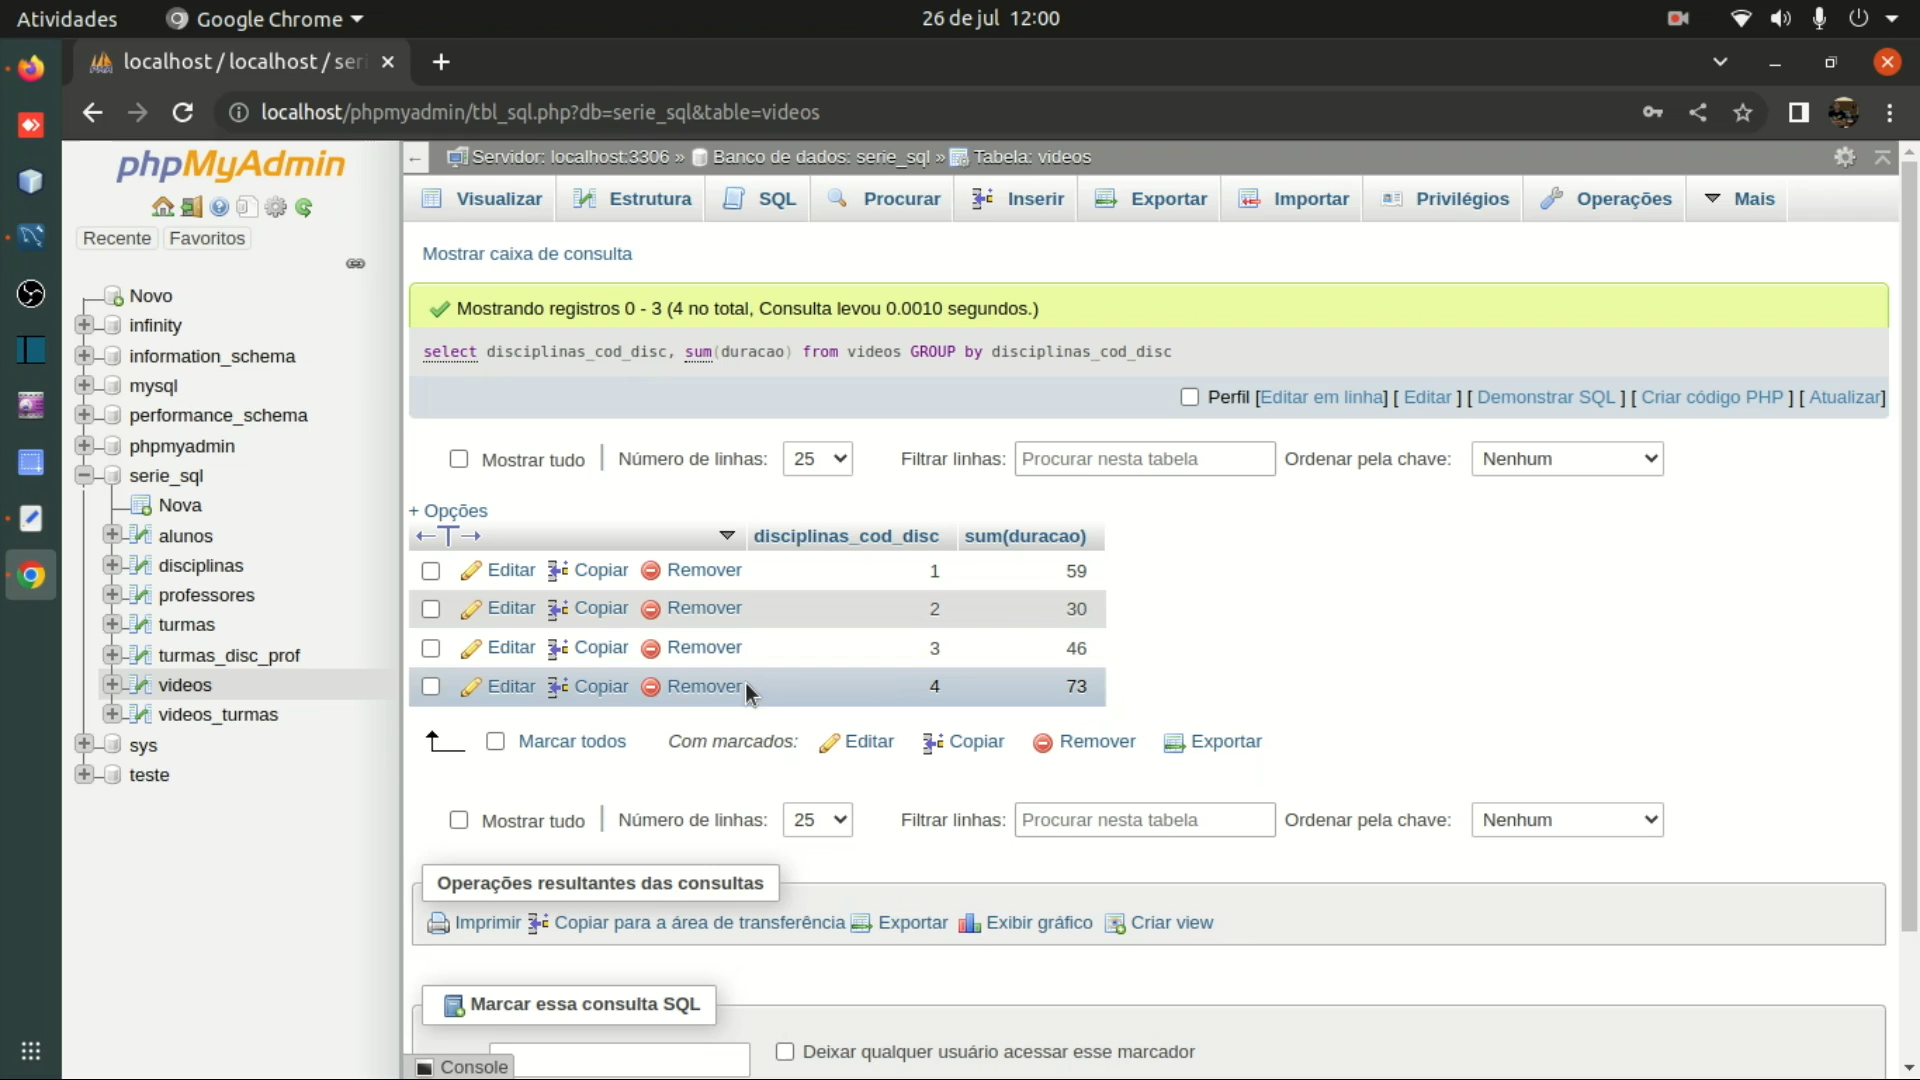 Atividades
Google Chrome
26 de jul 12:00
localhost / localhost / seri
localhost/phpmyadmin/tbl_sql.php?db=serie_sql&table=videos
phpMyAdmin
Recente
Favoritos
Novo
infinity
information_schema
mysql
performance_schema
phpmyadmin
serie_sql
Nova
alunos
disciplinas
professores
turmas
turmas_disc_prof
videos
videos_turmas
sys
teste
Servidor: localhost:3306 » Banco de dados: serie_sql » Tabela: videos
Visualizar Estrutura SQL Procurar Inserir Exportar Importar Privilégios Operações Mais
Mostrar caixa de consulta
Mostrando registros 0 - 3 (4 no total, Consulta levou 0.0010 segundos.)
select disciplinas_cod_disc, sum(duracao) from videos GROUP by disciplinas_cod_disc
Perfil [Editar em linha] [ Editar ] [ Demonstrar SQL ] [ Criar código PHP ] [ Atualizar]
Mostrar tudo Número de linhas: 25 Filtrar linhas: Procurar nesta tabela Ordenar pela chave: Nenhum
+ Opções
←T→ disciplinas_cod_disc sum(duracao)
Editar Copiar Remover 1 59
Editar Copiar Remover 2 30
Editar Copiar Remover 3 46
Editar Copiar Remover 4 73
Marcar todos Com marcados: Editar Copiar Remover Exportar
Mostrar tudo Número de linhas: 25 Filtrar linhas: Procurar nesta tabela Ordenar pela chave: Nenhum
Operações resultantes das consultas
Imprimir Copiar para a área de transferência Exportar Exibir gráfico Criar view
Marcar essa consulta SQL
Deixar qualquer usuário acessar esse marcador
Console